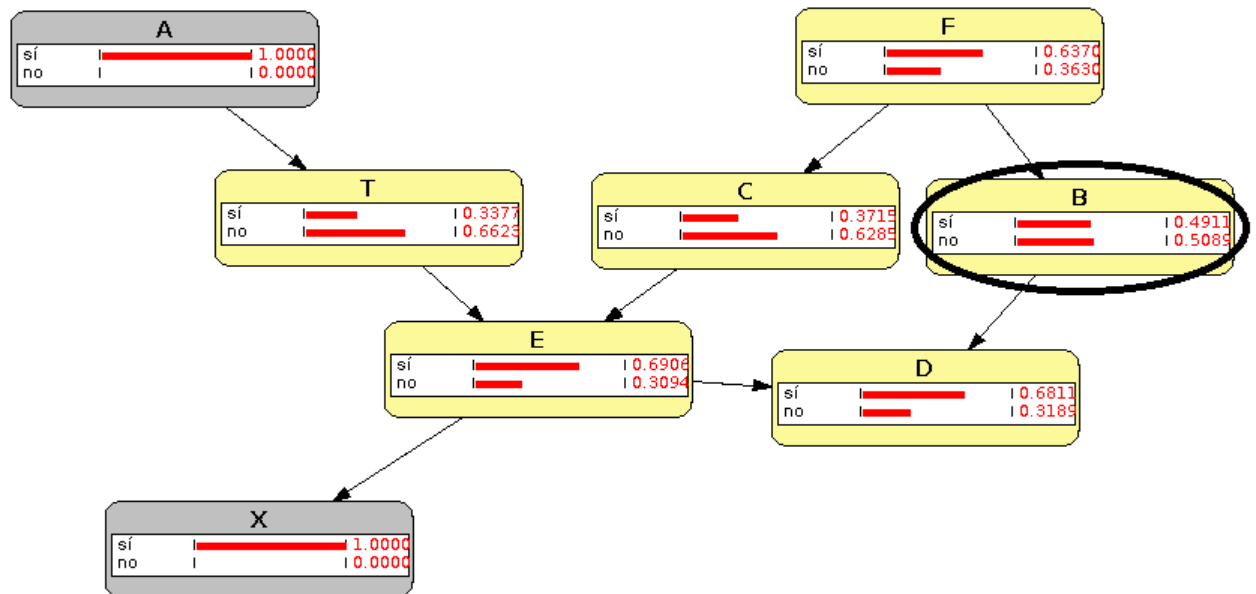 A
sí 1.0000
no 0.0000
F
sí 0.6370
no 0.3630
T
sí 0.3377
no 0.6623
C
sí 0.3715
no 0.6285
B
sí 0.4911
no 0.5089
E
sí 0.6906
no 0.3094
D
sí 0.6811
no 0.3189
X
sí 1.0000
no 0.0000